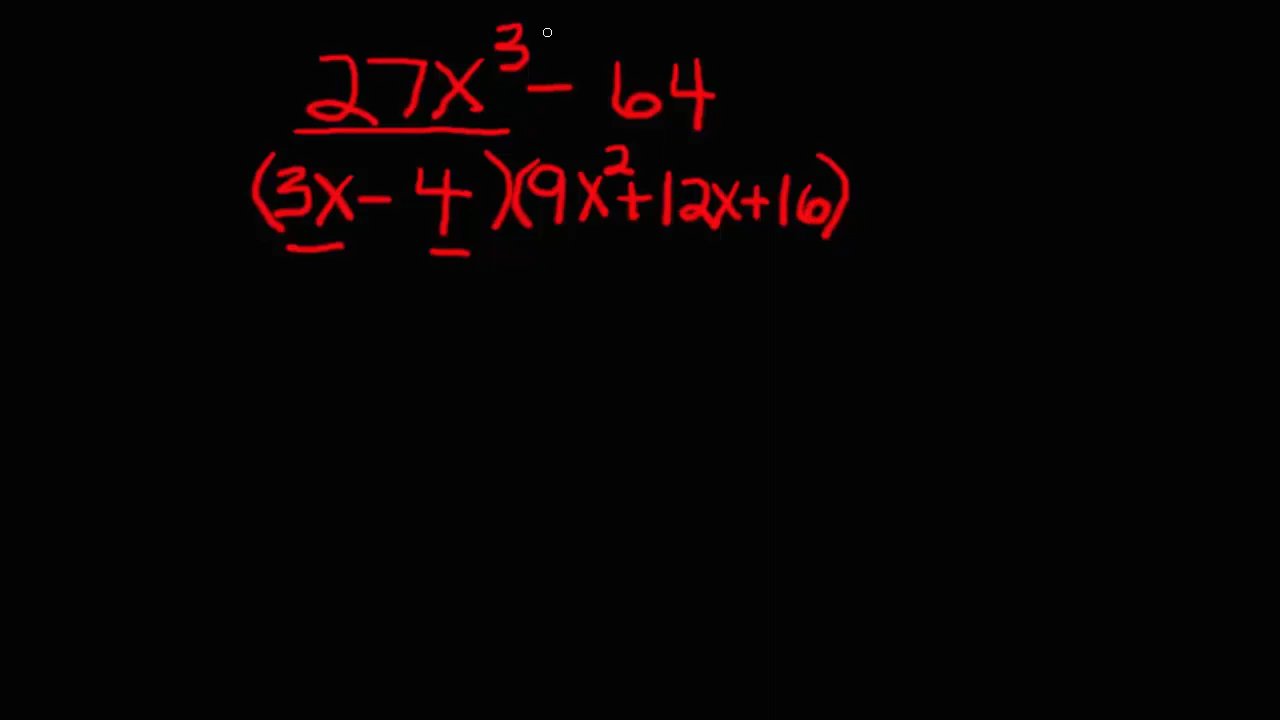 27x³ - 64
(3x - 4)(9x² + 12x + 16)